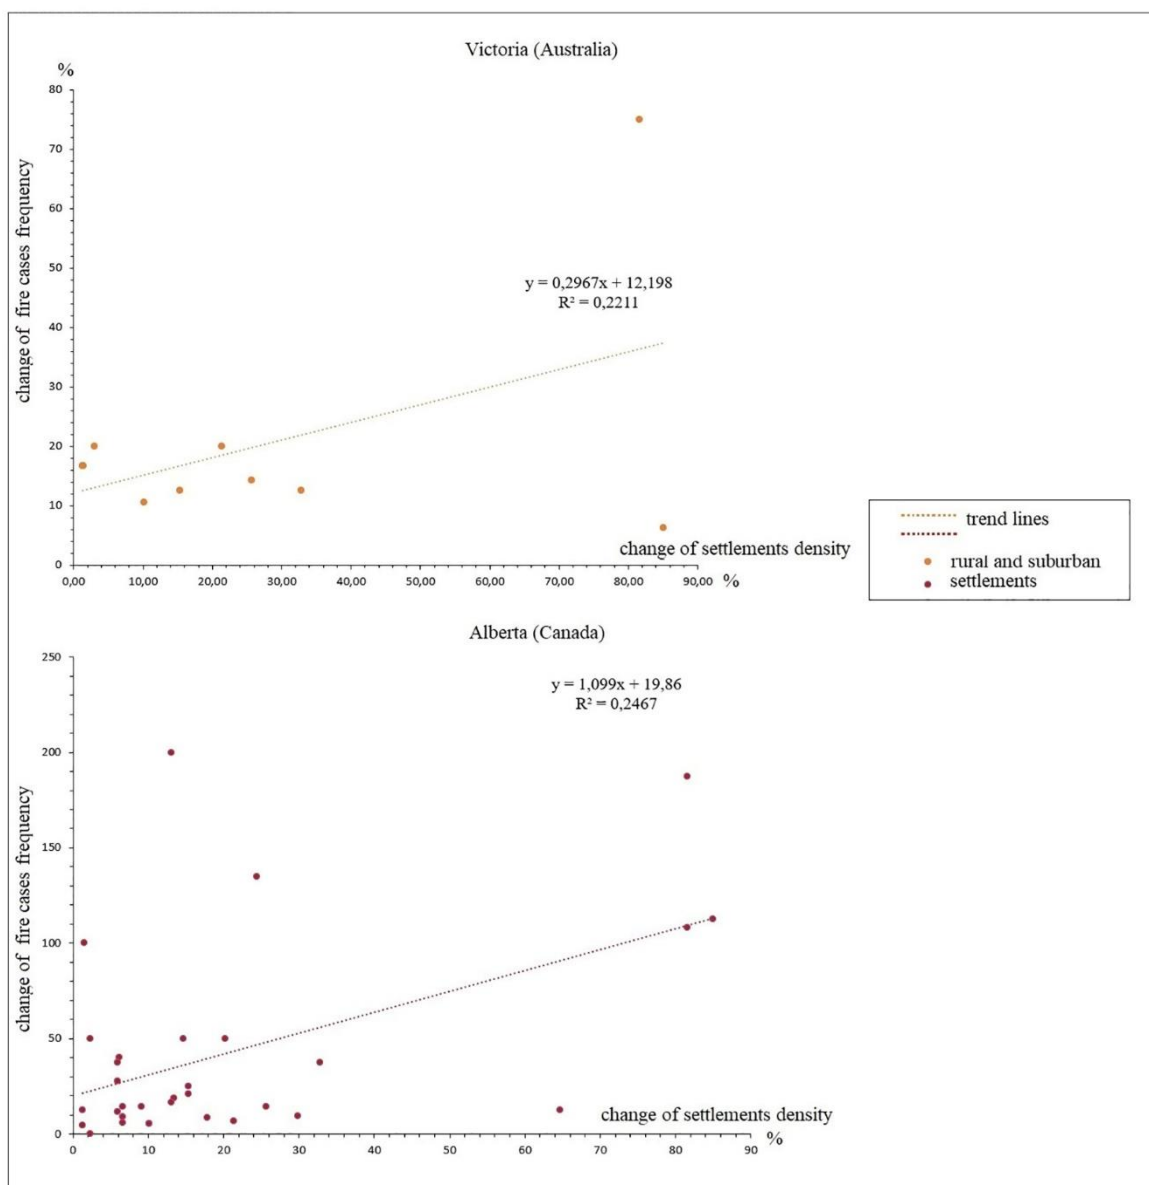 Victoria (Australia)
%
80
70
60
50
40
30
20
10
0
change of fire cases frequency
y = 0,2967x + 12,198
R² = 0,2211
change of settlements density
0,00 10,00 20,00 30,00 40,00 50,00 60,00 70,00 80,00 90,00 %
trend lines
rural and suburban
settlements
Alberta (Canada)
250
200
150
100
50
0
change of fire cases frequency
y = 1,099x + 19,86
R² = 0,2467
change of settlements density
0 10 20 30 40 50 60 70 80 90 %